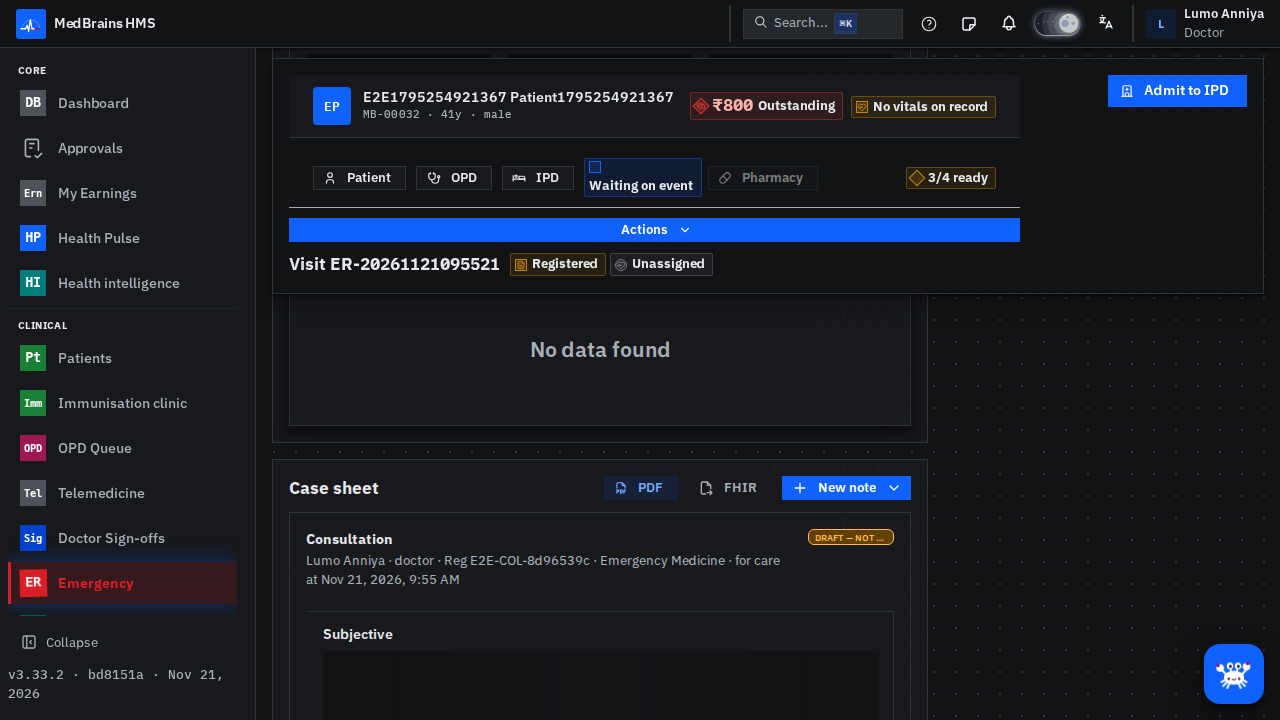 MedBrains HMS
Search...
⌘K
L
Lumo Anniya
Doctor
CORE
DB Dashboard
Approvals
Ern My Earnings
HP Health Pulse
HI Health intelligence
CLINICAL
Pt Patients
Imm Immunisation clinic
OPD OPD Queue
Tel Telemedicine
Sig Doctor Sign-offs
ER Emergency
Collapse
v3.33.2 · bd8151a · Nov 21,
2026
EP
E2E1795254921367 Patient1795254921367
MB-00032 · 41y · male
₹800 Outstanding
No vitals on record
Admit to IPD
Patient
OPD
IPD
Waiting on event
Pharmacy
3/4 ready
Actions
Visit ER-20261121095521
Registered
Unassigned
No data found
Case sheet
PDF
FHIR
New note
Consultation
DRAFT — NOT ...
Lumo Anniya · doctor · Reg E2E-COL-8d96539c · Emergency Medicine · for care
at Nov 21, 2026, 9:55 AM
Subjective